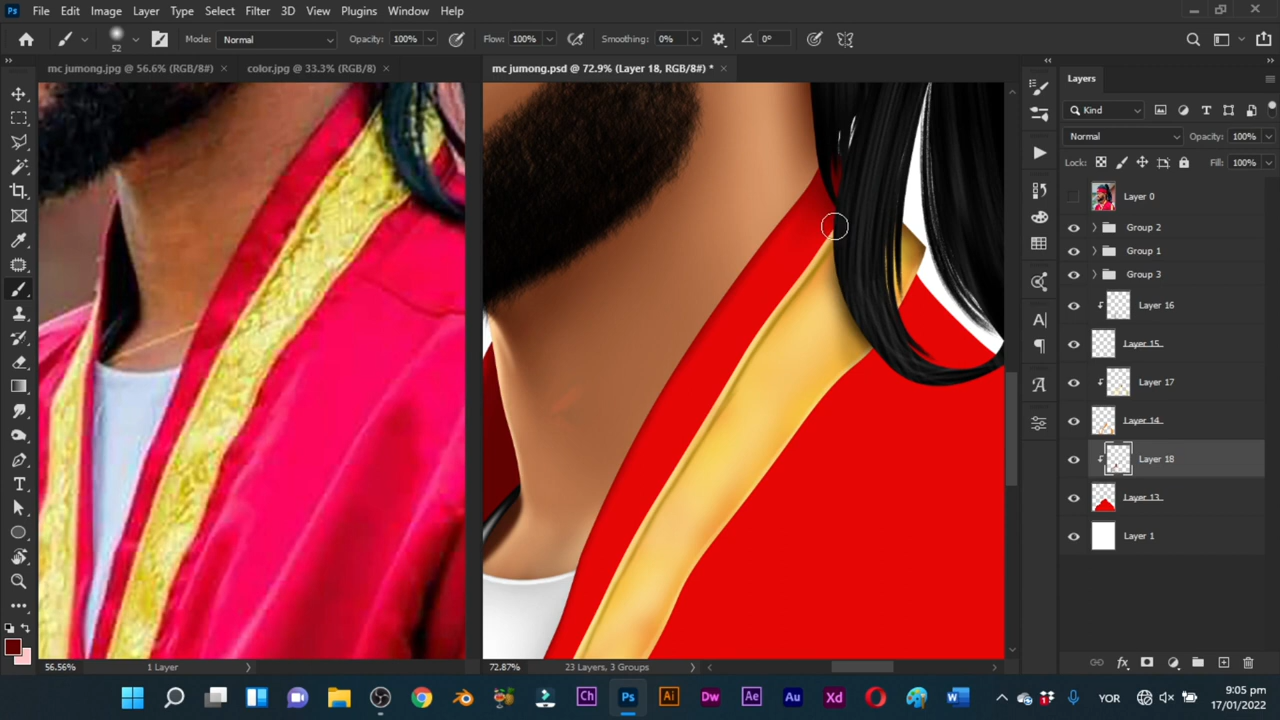 File Edit Image Layer Type Select Filter 3D View Plugins Window Help
52 Mode: Normal Opacity: 100% Flow: 100% Smoothing: 0% 0°
mc jumong.jpg @ 56.6% (RGB/8#) × color.jpg @ 33.3% (RGB/8) × mc jumong.psd @ 72.9% (Layer 18, RGB/8#) * ×
Layers
Kind
Normal Opacity: 100%
Lock: Fill: 100%
Layer 0
Group 2
Group 1
Group 3
Layer 16
Layer 15
Layer 17
Layer 14
Layer 18
Layer 13
Layer 1
56.56% 1 Layer 72.87% 23 Layers, 3 Groups
YOR 9:05 pm
17/01/2022